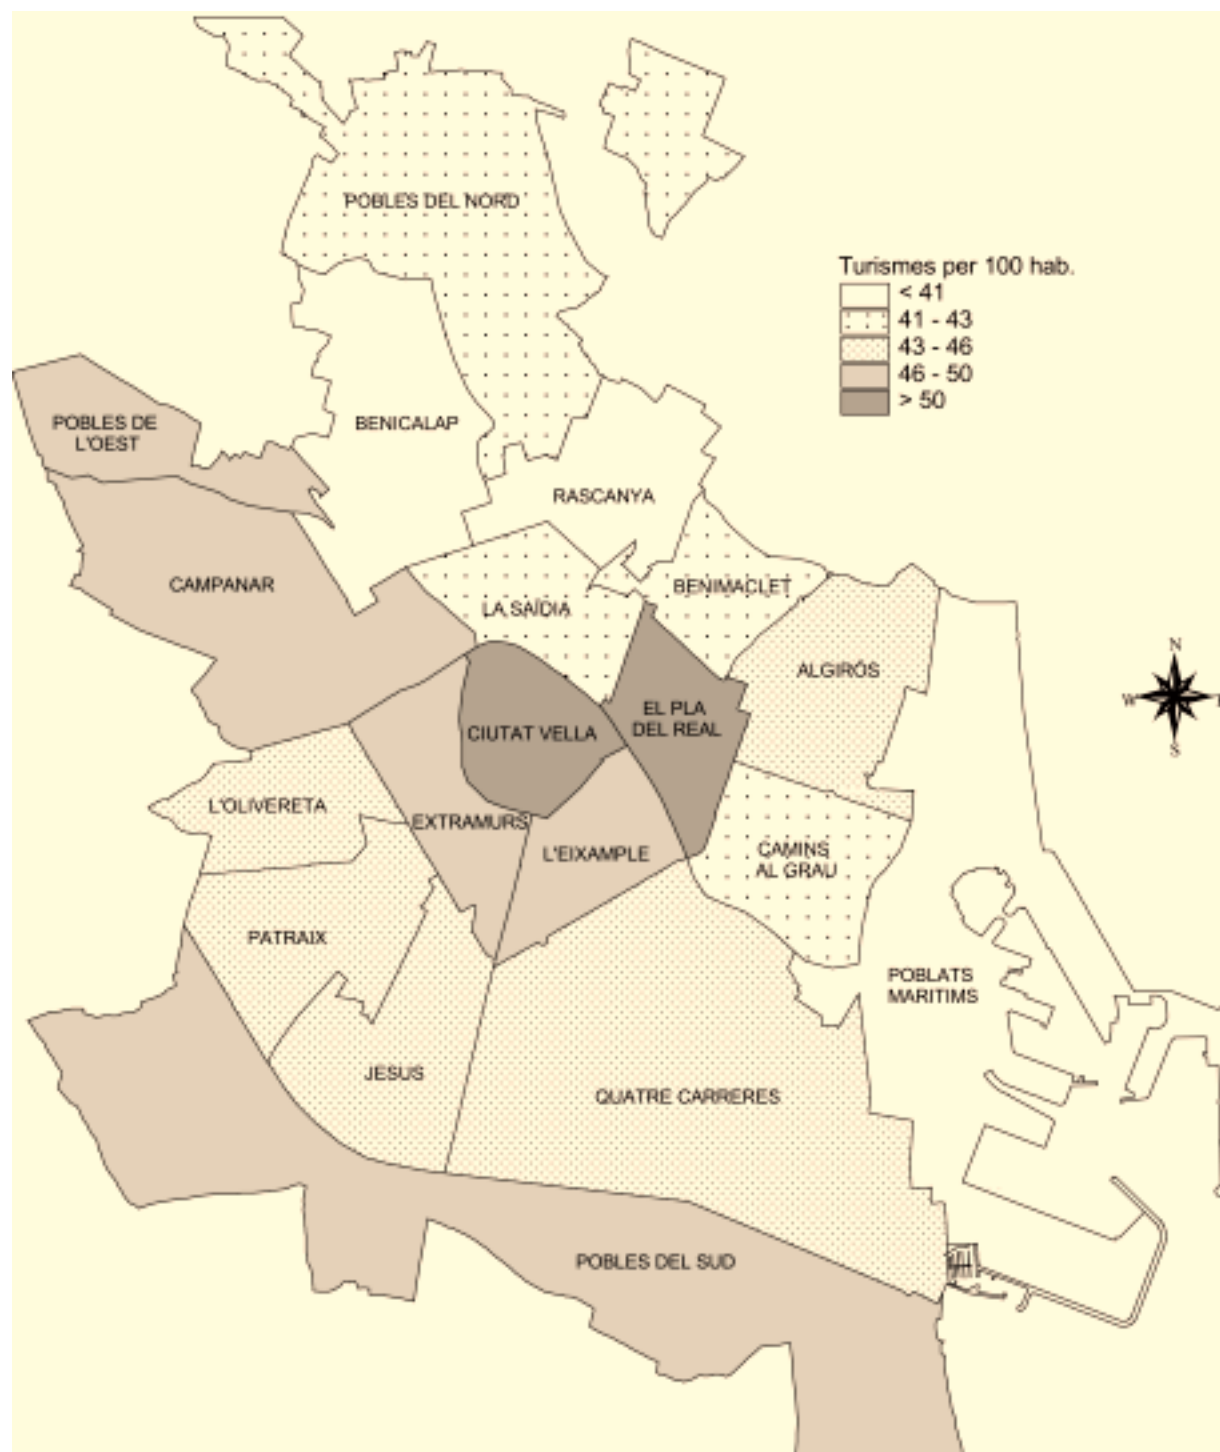 POBLES DEL NORD
Turismes per 100 hab.
< 41
41 - 43
43 - 46
46 - 50
> 50
POBLES DE
L'OEST
BENICALAP
RASCANYA
CAMPANAR
LA SAÏDIA
BENIMACLET
ALGIRÓS
N
W
E
S
CIUTAT VELLA
EL PLA
DEL REAL
L'OLIVERETA
EXTRAMURS
L'EIXAMPLE
CAMINS
AL GRAU
PATRAIX
POBLATS
MARITIMS
JESUS
QUATRE CARRERES
POBLES DEL SUD